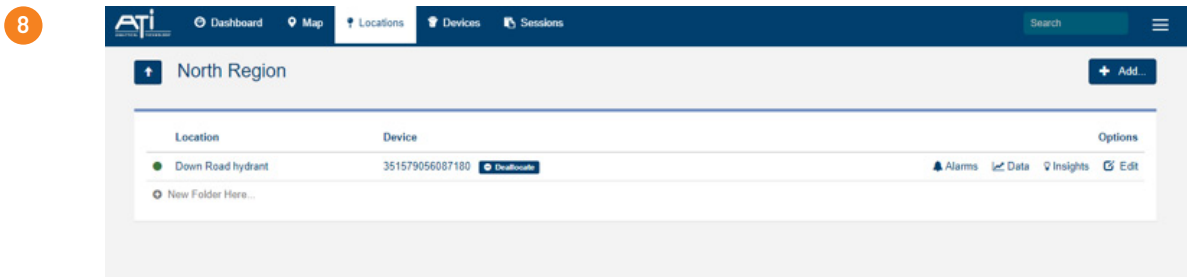 8
ATi Dashboard Map Locations Devices Sessions Search
North Region Add...
Location Device Options
Down Road hydrant 351579056087180 Deallocate Alarms Data Insights Edit
New Folder Here...